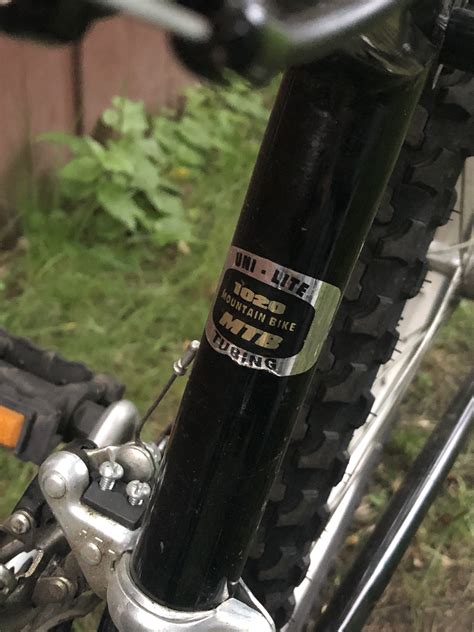 UNI - LITE
1020
MOUNTAIN BIKE
MTB
TUBING